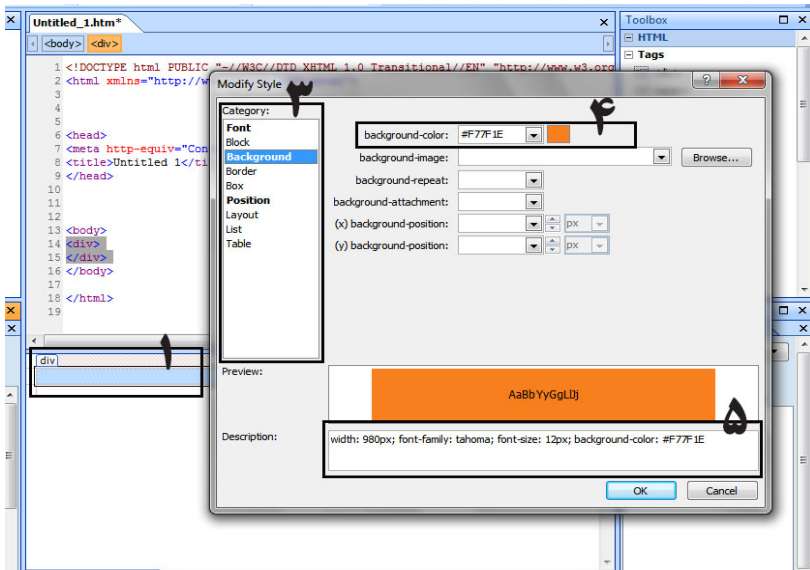 Untitled_1.htm*
Toolbox
<body> <div>
HTML
Tags
1 <!DOCTYPE html PUBLIC "-//W3C//DTD XHTML 1.0 Transitional//EN" "http://www.w3.org
2 <html xmlns="http://w
3
4
5
6 <head>
7 <meta http-equiv="Con
8 <title>Untitled 1</ti
9 </head>
10
11
12
13 <body>
14 <div>
15 </div>
16 </body>
17
18 </html>
19
Modify Style
۳
Category:
Font
Block
Background
Border
Box
Position
Layout
List
Table
۴
background-color: #F77F1E
background-image: Browse...
background-repeat:
background-attachment:
(x) background-position: px
(y) background-position: px
۱
div
Preview:
AaBbYyGgLlJj
۵
Description:
width: 980px; font-family: tahoma; font-size: 12px; background-color: #F77F1E
OK Cancel